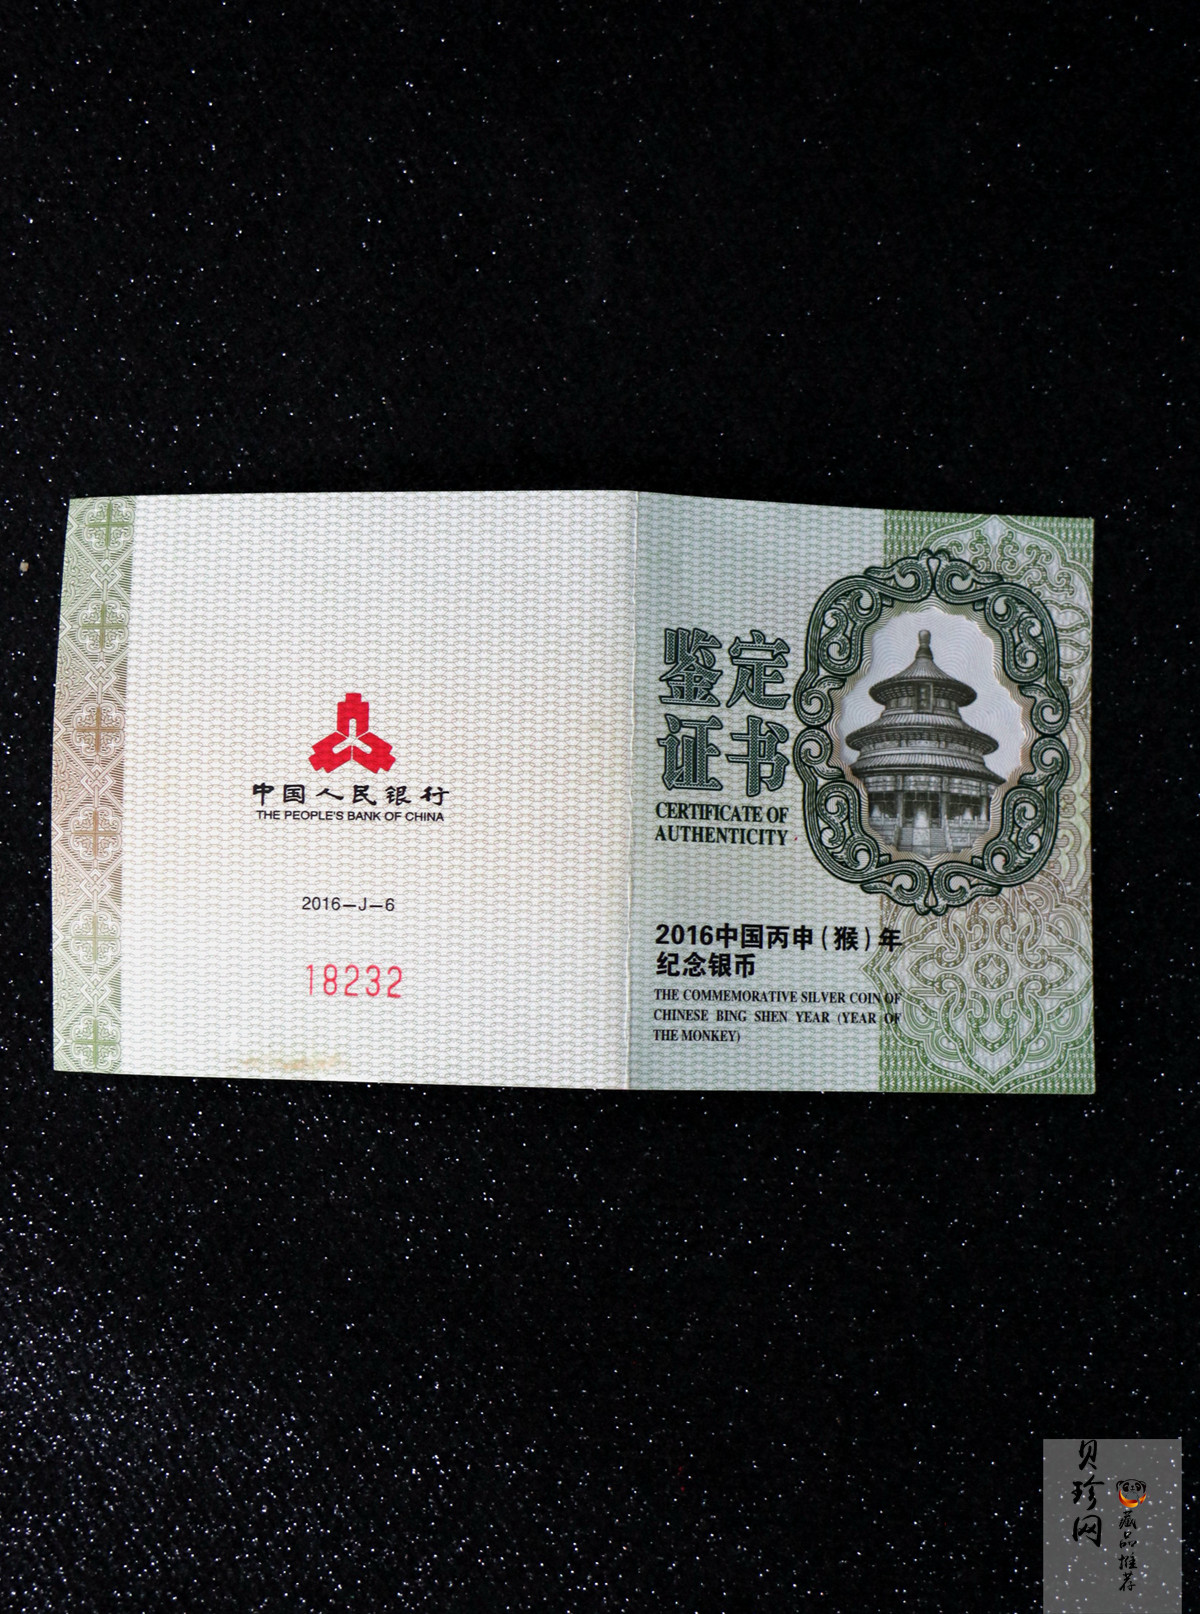 中国人民银行
THE PEOPLE'S BANK OF CHINA
2016-J-6
18232
鉴定
证书
CERTIFICATE OF
AUTHENTICITY
2016中国丙申(猴)年
纪念银币
THE COMMEMORATIVE SILVER COIN OF
CHINESE BING SHEN YEAR (YEAR OF
THE MONKEY)
贝珍网
藏品推荐